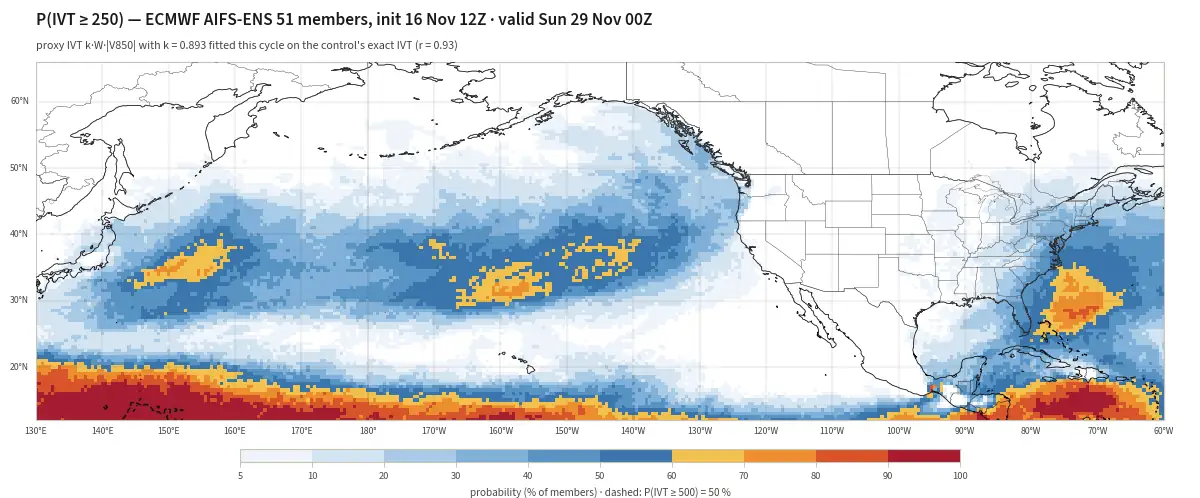 P(IVT ≥ 250) — ECMWF AIFS-ENS 51 members, init 16 Nov 12Z · valid Sun 29 Nov 00Z
proxy IVT k·W·|V850| with k = 0.893 fitted this cycle on the control's exact IVT (r = 0.93)
60°N
50°N
40°N
30°N
20°N
130°E 140°E 150°E 160°E 170°E 180° 170°W 160°W 150°W 140°W 130°W 120°W 110°W 100°W 90°W 80°W 70°W 60°W
5 10 20 30 40 50 60 70 80 90 100
probability (% of members) · dashed: P(IVT ≥ 500) = 50 %